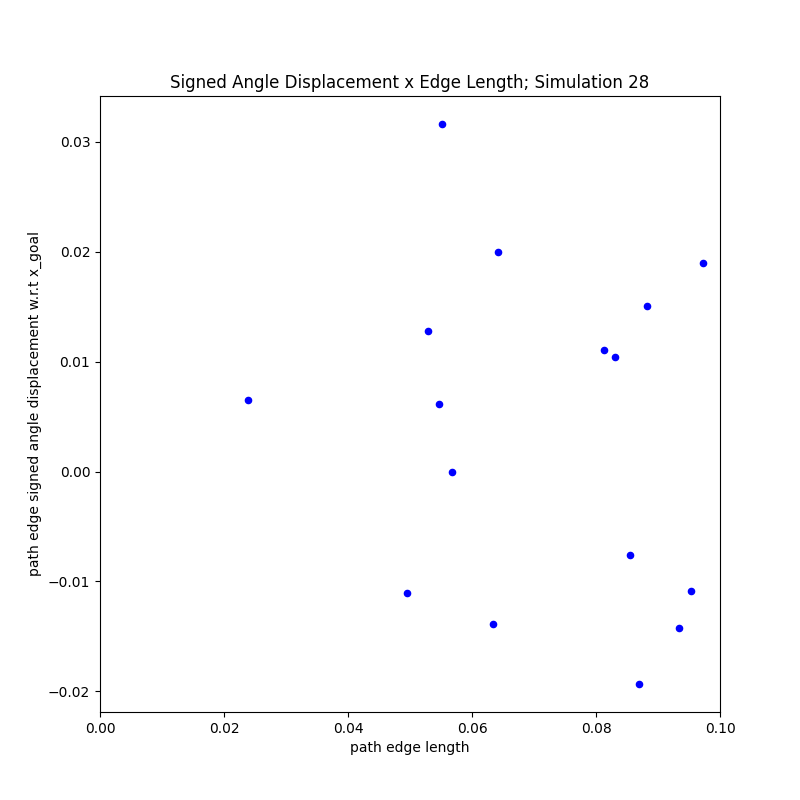 Signed Angle Displacement x Edge Length; Simulation 28
path edge signed angle displacement w.r.t x_goal
0.03
0.02
0.01
0.00
−0.01
−0.02
0.00 0.02 0.04 0.06 0.08 0.10
path edge length